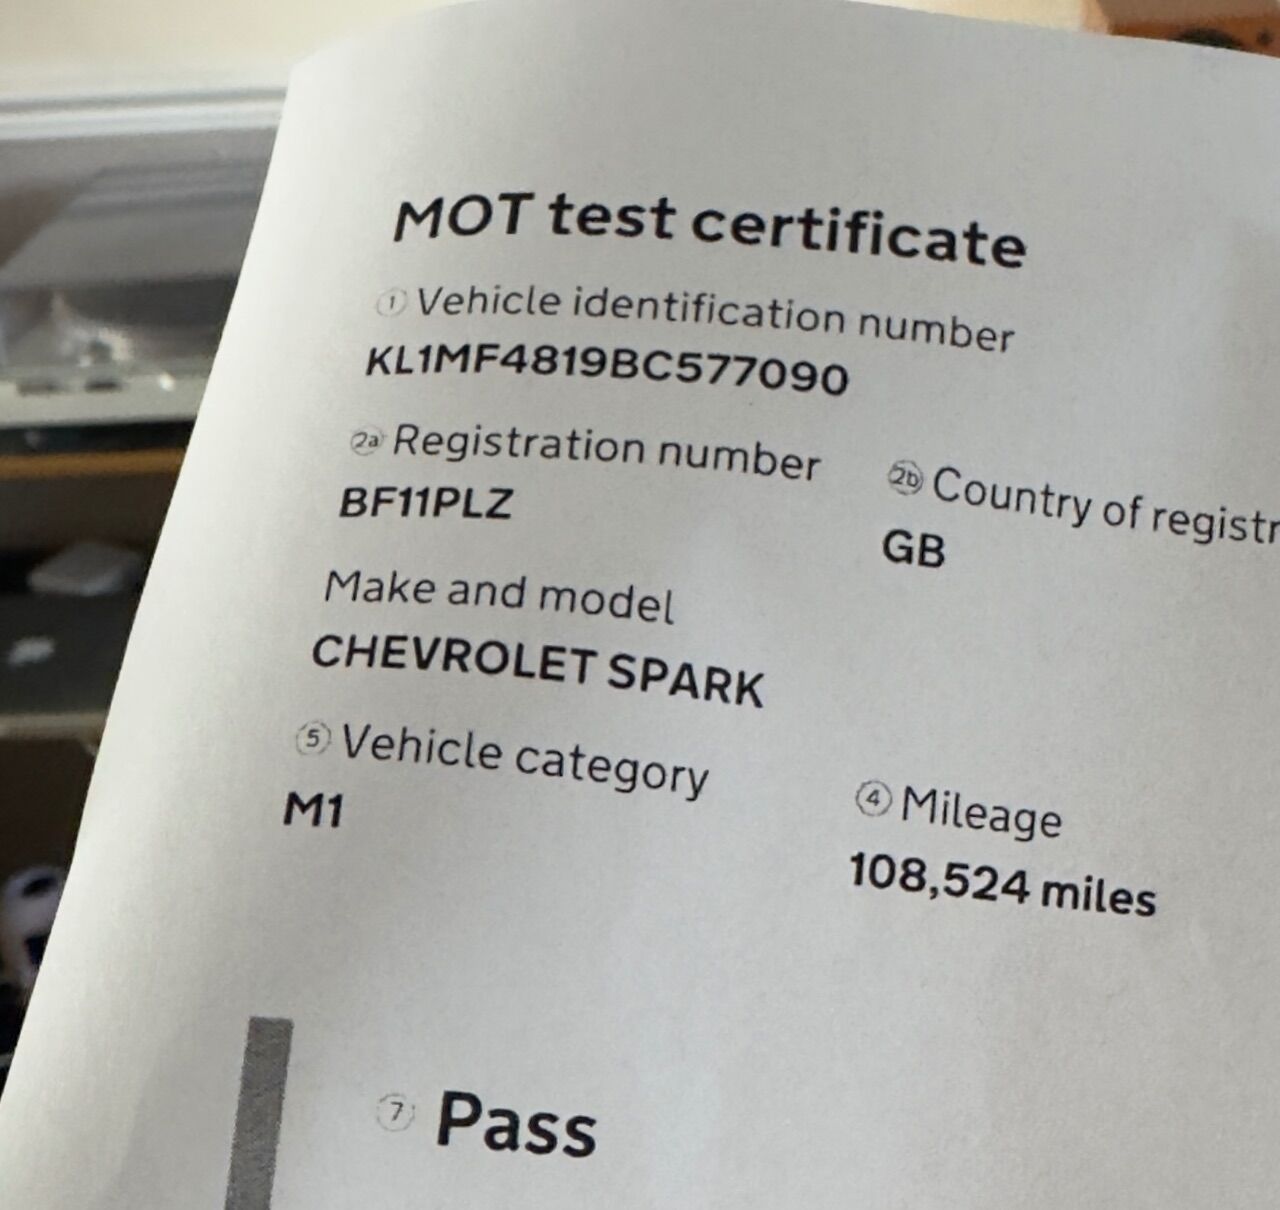 MOT test certificate
1 Vehicle identification number
KL1MF4819BC577090
2a Registration number
BF11PLZ
2b Country of registr
GB
Make and model
CHEVROLET SPARK
5 Vehicle category
M1
4 Mileage
108,524 miles
7 Pass